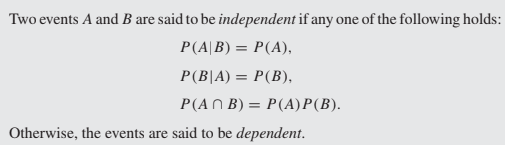 Two events A and B are said to be independent if any one of the following holds:
P(A|B) = P(A),
P(B|A) = P(B),
P(A ∩ B) = P(A)P(B).
Otherwise, the events are said to be dependent.